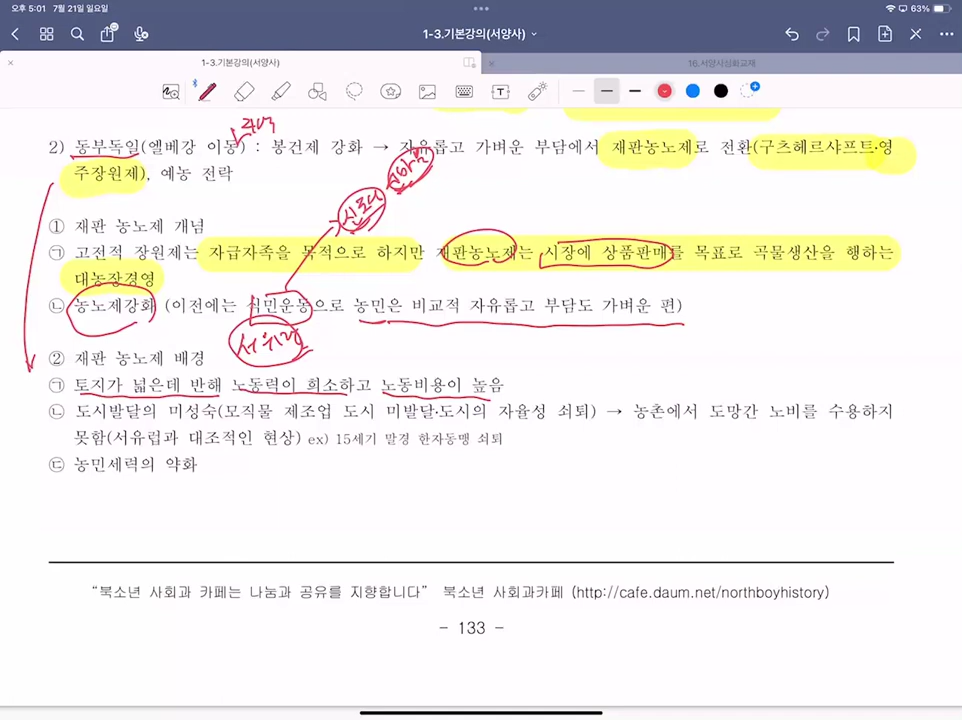 오후 5:01 7월 21일 일요일
63%
1-3.기본강의(서양사)
1-3.기본강의(서양사)
16.서양사심화교재
2) 동부독일(엘베강 이동) : 봉건제 강화 → 자유롭고 가벼운 부담에서 재판농노제로 전환(구츠헤르샤프트·영
주장원제), 예농 전락
① 재판 농노제 개념
㉠ 고전적 장원제는 자급자족을 목적으로 하지만 재판농노제는 시장에 상품판매를 목표로 곡물생산을 행하는
대농장경영
㉡ 농노제강화 (이전에는 식민운동으로 농민은 비교적 자유롭고 부담도 가벼운 편)
② 재판 농노제 배경
㉠ 토지가 넓은데 반해 노동력이 희소하고 노동비용이 높음
㉡ 도시발달의 미성숙(모직물 제조업 도시 미발달·도시의 자율성 쇠퇴) → 농촌에서 도망간 노비를 수용하지
못함(서유럽과 대조적인 현상) ex) 15세기 말경 한자동맹 쇠퇴
㉢ 농민세력의 약화
“북소년 사회과 카페는 나눔과 공유를 지향합니다” 북소년 사회과카페 (http://cafe.daum.net/northboyhistory)
- 133 -